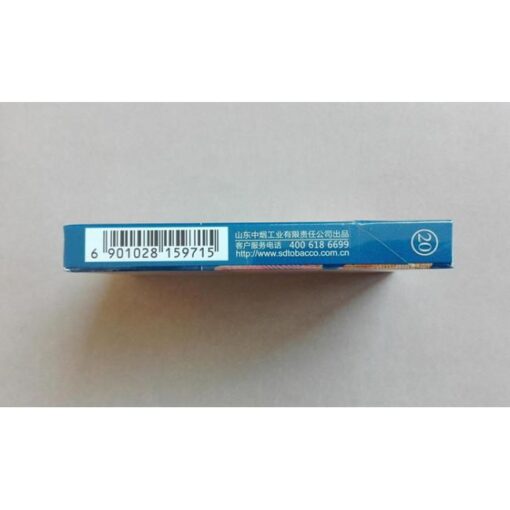 山东中烟工业有限责任公司出品
客户服务电话 400 618 6699
http://www.sdtobacco.com.cn
6 901028 159715
20